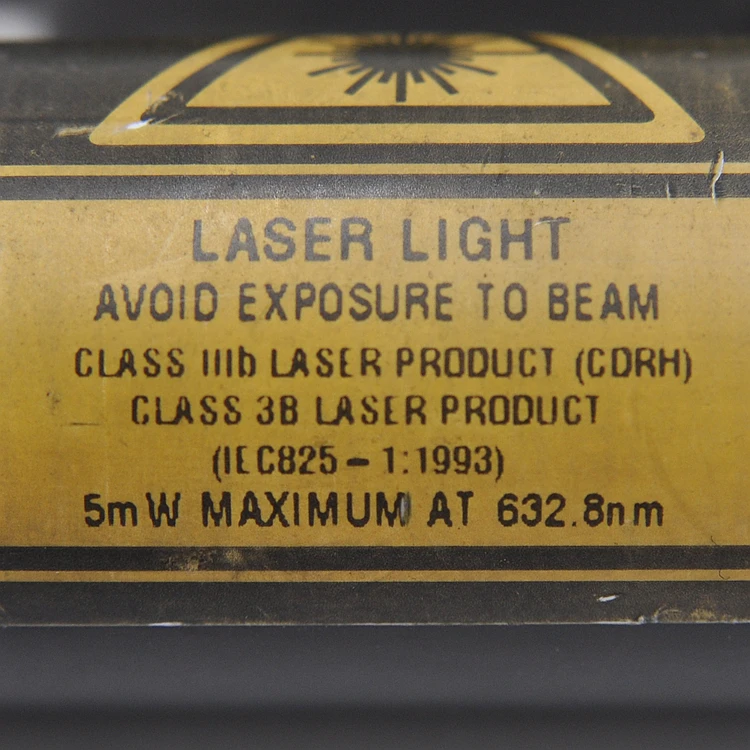 LASER LIGHT
AVOID EXPOSURE TO BEAM
CLASS IIIb LASER PRODUCT (CDRH)
CLASS 3B LASER PRODUCT
(IEC825-1:1993)
5mW MAXIMUM AT 632.8nm